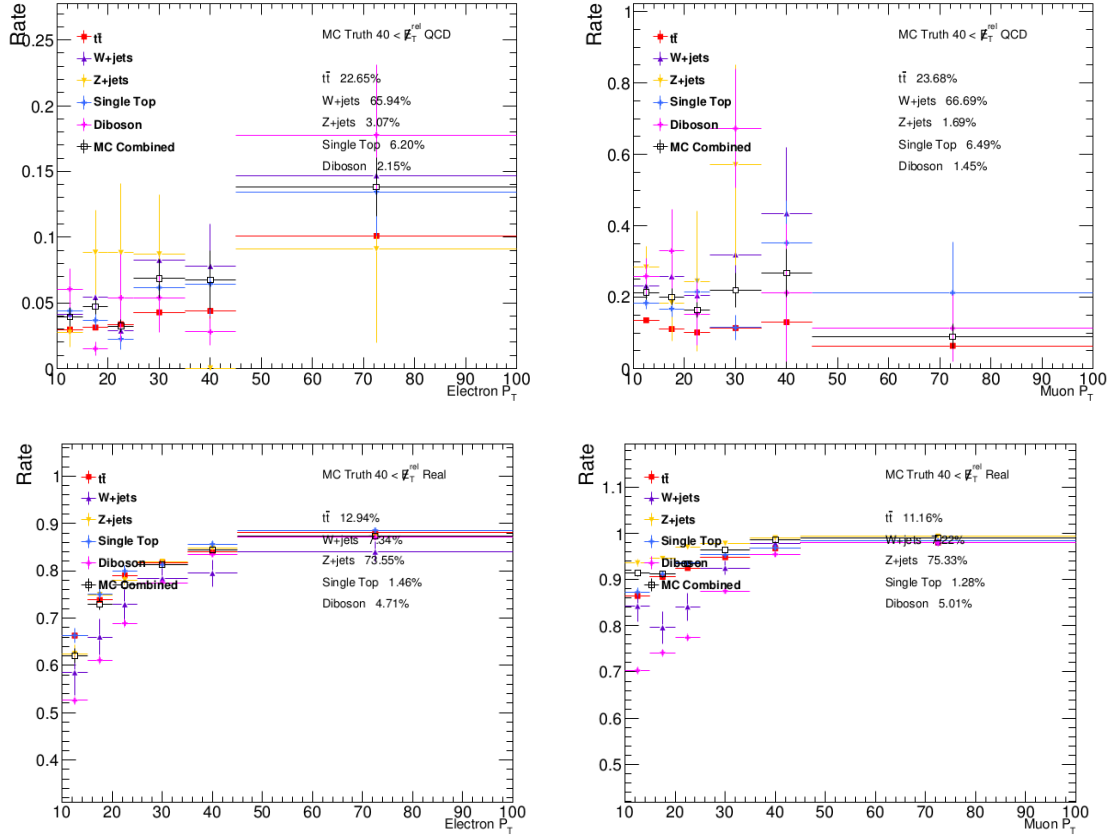 Rate
0.25
0.2
0.15
0.1
0.05
0
10 20 30 40 50 60 70 80 90 100
Electron P_T
tt̄
W+jets
Z+jets
Single Top
Diboson
MC Combined
MC Truth 40 < E̸_T^rel QCD
tt̄ 22.65%
W+jets 65.94%
Z+jets 3.07%
Single Top 6.20%
Diboson 2.15%
Rate
1
0.8
0.6
0.4
0.2
0
10 20 30 40 50 60 70 80 90 100
Muon P_T
tt̄
W+jets
Z+jets
Single Top
Diboson
MC Combined
MC Truth 40 < E̸_T^rel QCD
tt̄ 23.68%
W+jets 66.69%
Z+jets 1.69%
Single Top 6.49%
Diboson 1.45%
Rate
1
0.9
0.8
0.7
0.6
0.5
0.4
10 20 30 40 50 60 70 80 90 100
Electron P_T
tt̄
W+jets
Z+jets
Single Top
Diboson
MC Combined
MC Truth 40 < E̸_T^rel Real
tt̄ 12.94%
W+jets 7.34%
Z+jets 73.55%
Single Top 1.46%
Diboson 4.71%
Rate
1.1
1
0.9
0.8
0.7
0.6
0.5
10 20 30 40 50 60 70 80 90 100
Muon P_T
tt̄
W+jets
Z+jets
Single Top
Diboson
MC Combined
MC Truth 40 < E̸_T^rel Real
tt̄ 11.16%
W+jets
Z+jets 75.33%
Single Top 1.28%
Diboson 5.01%